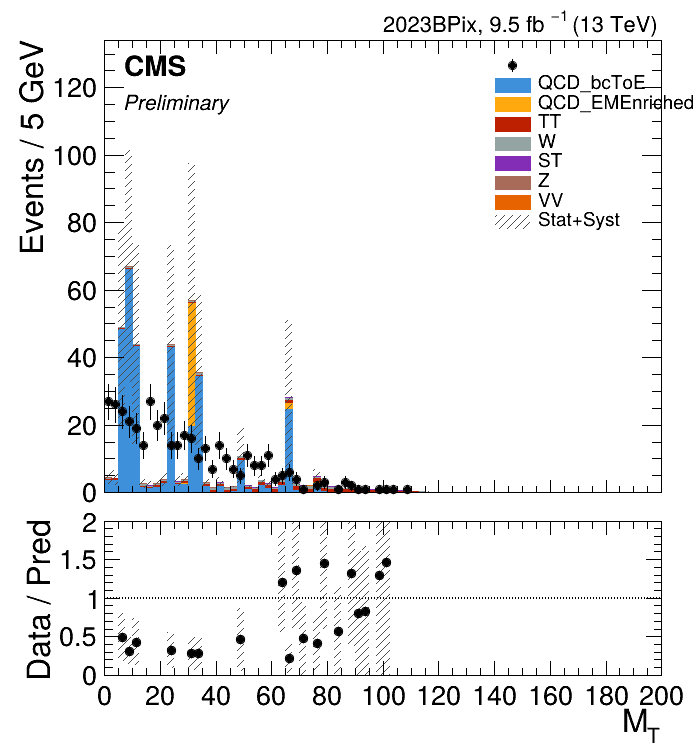 2023BPix, 9.5 fb⁻¹ (13 TeV)
CMS
Preliminary
QCD_bcToE
QCD_EMEnriched
TT
W
ST
Z
VV
Stat+Syst
Events / 5 GeV
120
100
80
60
40
20
0
Data / Pred
2
1.5
1
0.5
0
0 20 40 60 80 100 120 140 160 180 200
M_T